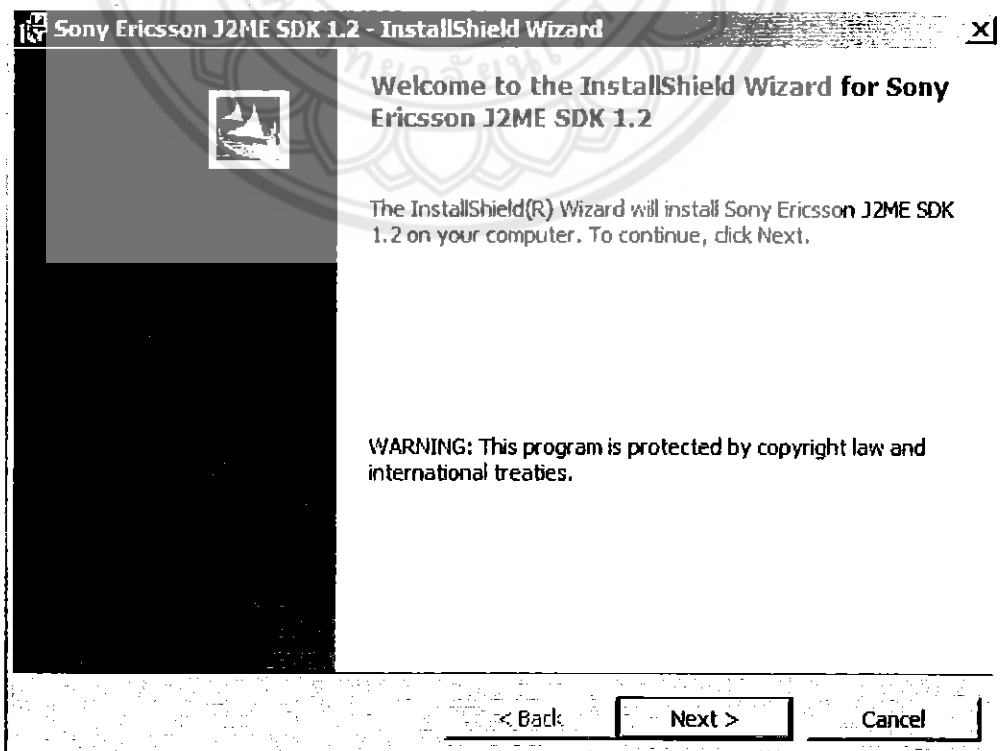 Sony Ericsson J2ME SDK 1.2 - InstallShield Wizard
Welcome to the InstallShield Wizard for Sony
Ericsson J2ME SDK 1.2
The InstallShield(R) Wizard will install Sony Ericsson J2ME SDK
1.2 on your computer. To continue, click Next.
WARNING: This program is protected by copyright law and
international treaties.
< Back
Next >
Cancel